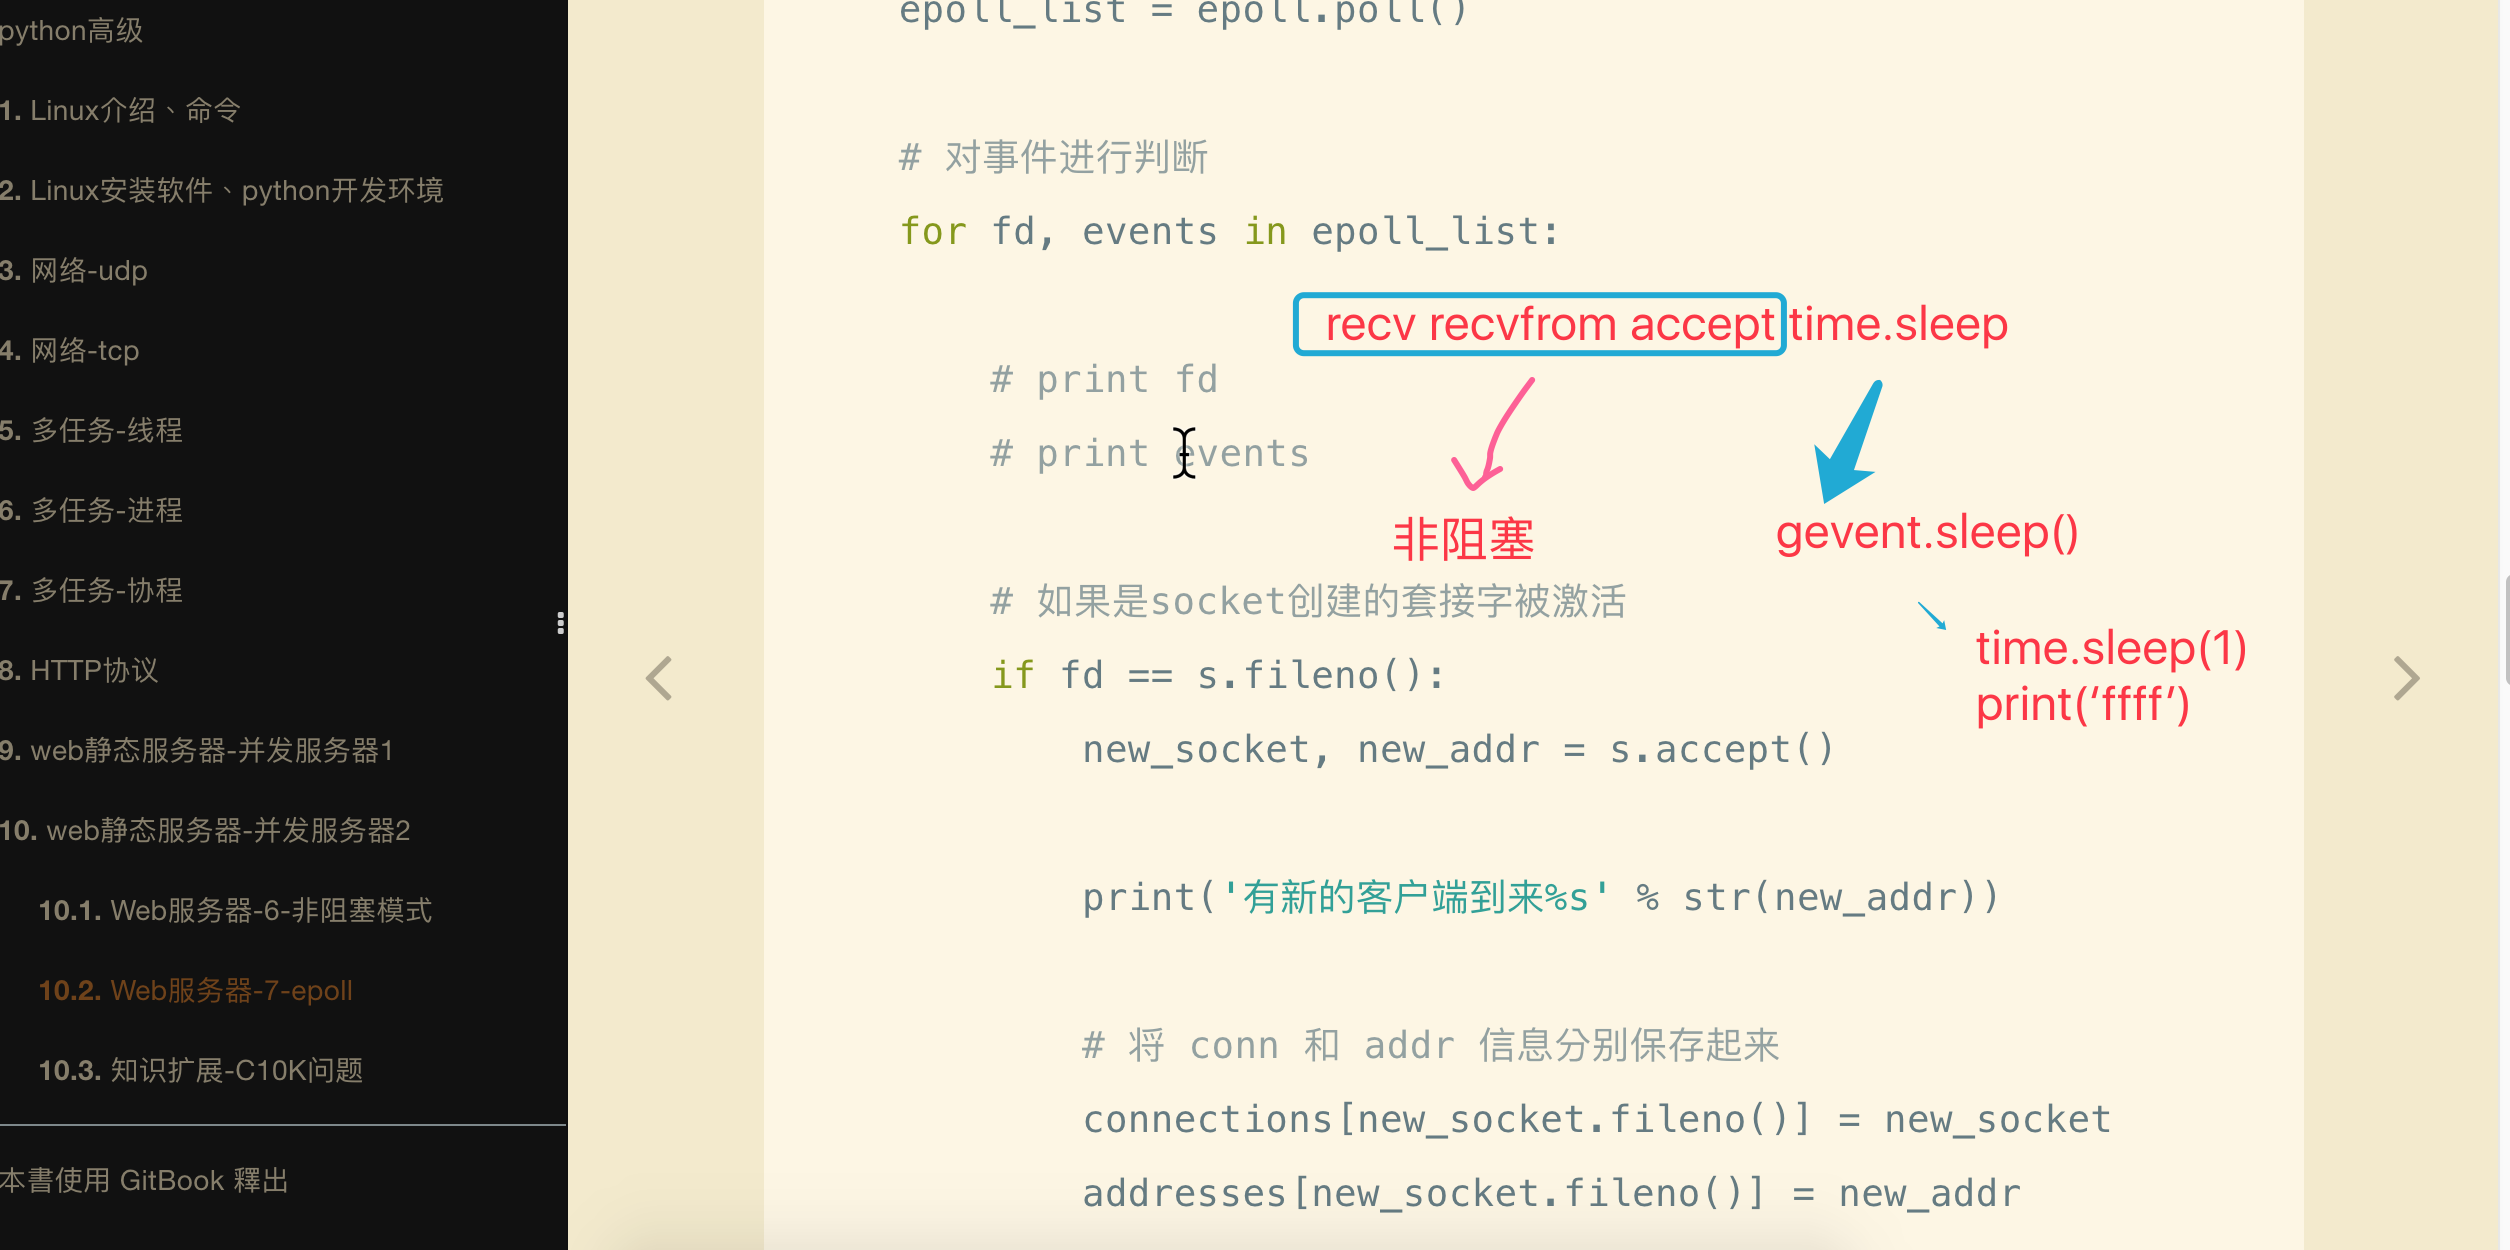 python高级
1. Linux介绍、命令
2. Linux安装软件、python开发环境
3. 网络-udp
4. 网络-tcp
5. 多任务-线程
6. 多任务-进程
7. 多任务-协程
8. HTTP协议
9. web静态服务器-并发服务器1
10. web静态服务器-并发服务器2
10.1. Web服务器-6-非阻塞模式
10.2. Web服务器-7-epoll
10.3. 知识扩展-C10K问题
本書使用 GitBook 釋出
epoll_list = epoll.poll()
# 对事件进行判断
for fd, events in epoll_list:
recv recvfrom accept time.sleep
# print fd
# print events
非阻塞
gevent.sleep()
# 如果是socket创建的套接字被激活
time.sleep(1)
if fd == s.fileno():
print(‘ffff’)
new_socket, new_addr = s.accept()
print('有新的客户端到来%s' % str(new_addr))
# 将 conn 和 addr 信息分别保存起来
connections[new_socket.fileno()] = new_socket
addresses[new_socket.fileno()] = new_addr